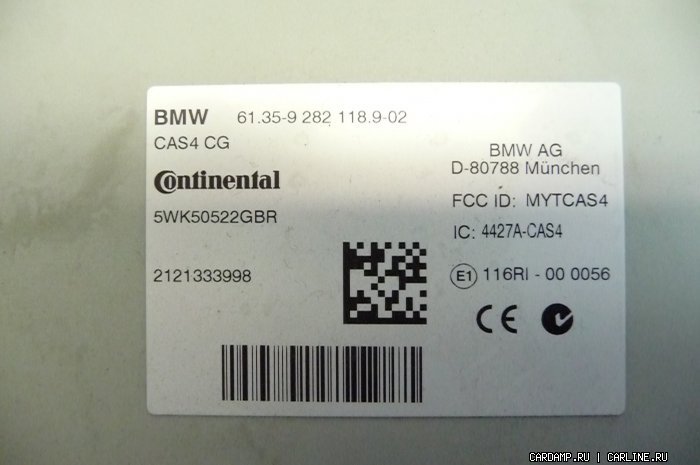 BMW 61.35-9 282 118.9-02
CAS4 CG
Continental
5WK50522GBR
2121333998
BMW AG
D-80788 München
FCC ID: MYTCAS4
IC: 4427A-CAS4
E1 116RI - 00 0056
CE
CARDAMP.RU | CARLINE.RU